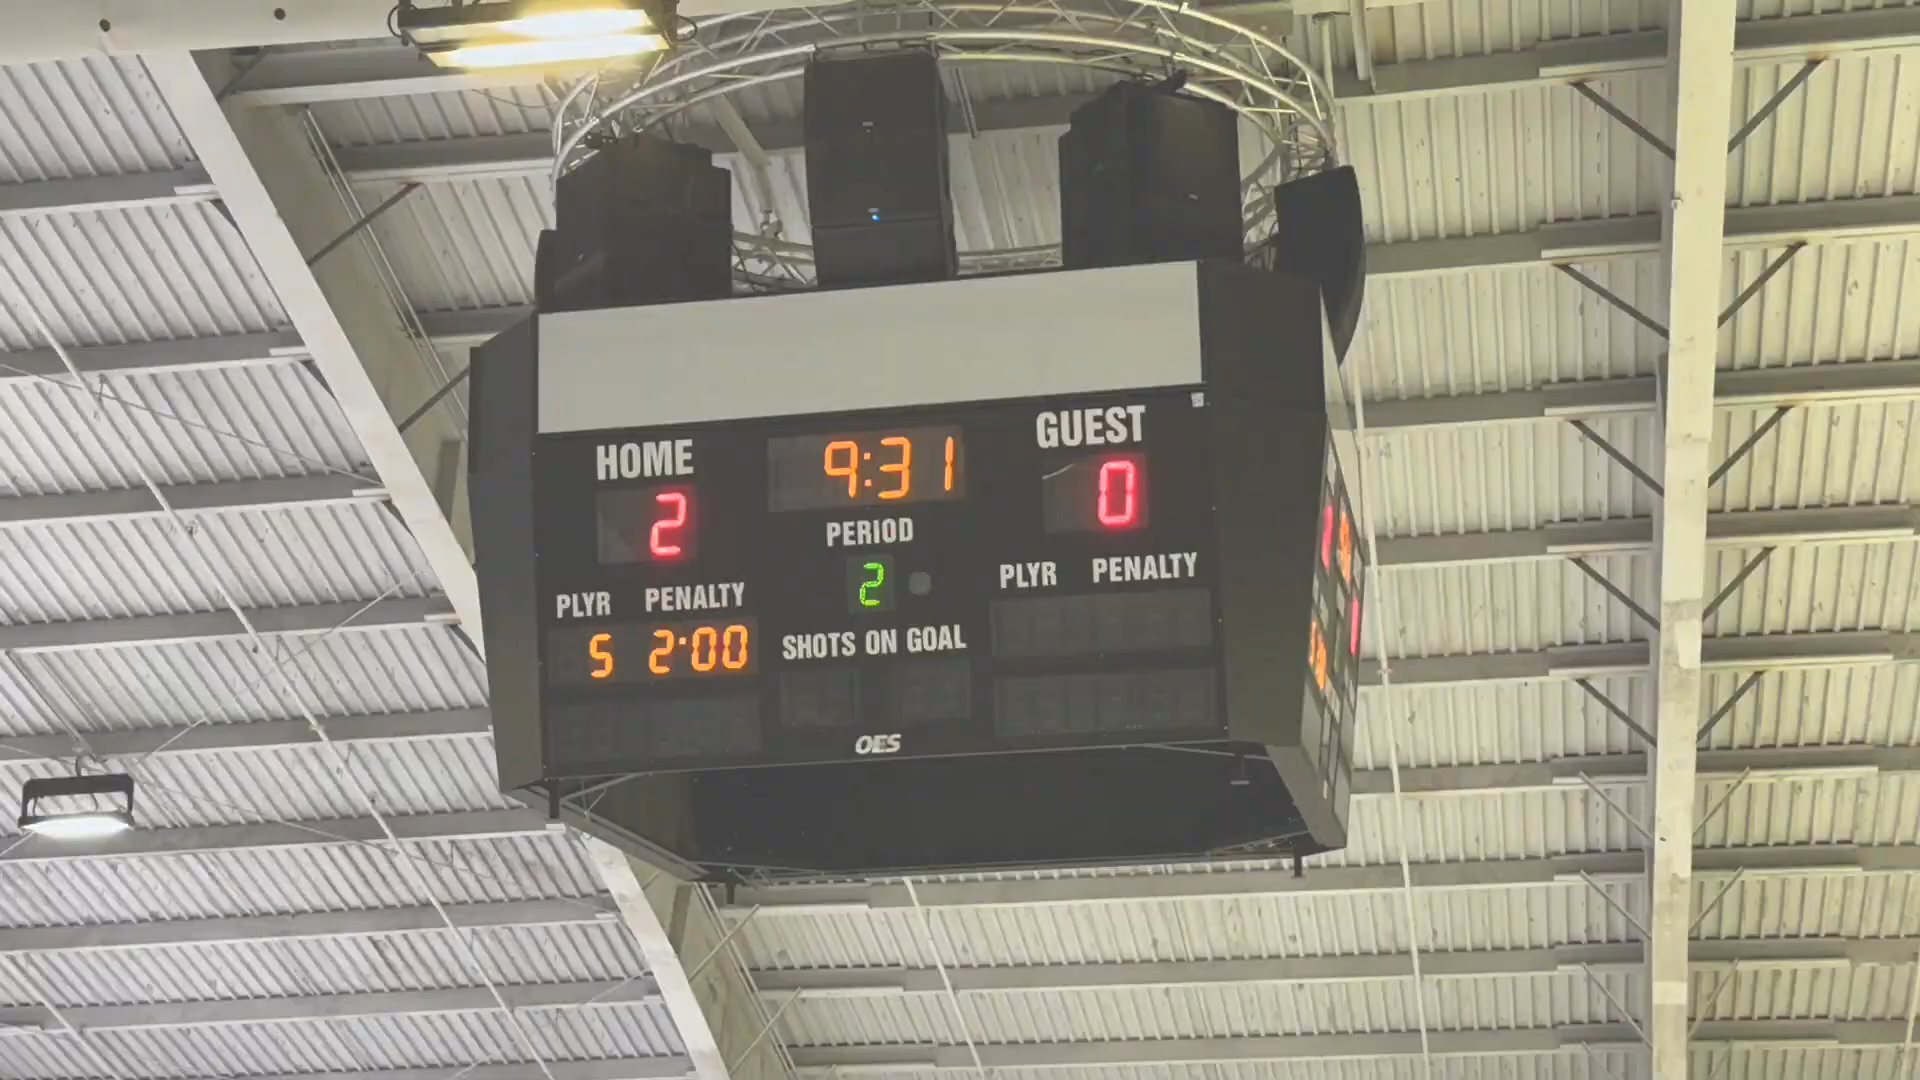 HOME 9:31 GUEST
2 0
PERIOD
2
PLYR PENALTY PLYR PENALTY
5 2:00
SHOTS ON GOAL
OES